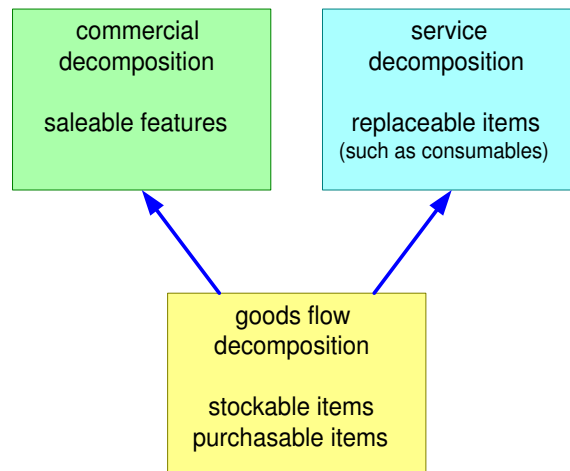 commercial
decomposition
saleable features
service
decomposition
replaceable items
(such as consumables)
goods flow
decomposition
stockable items
purchasable items